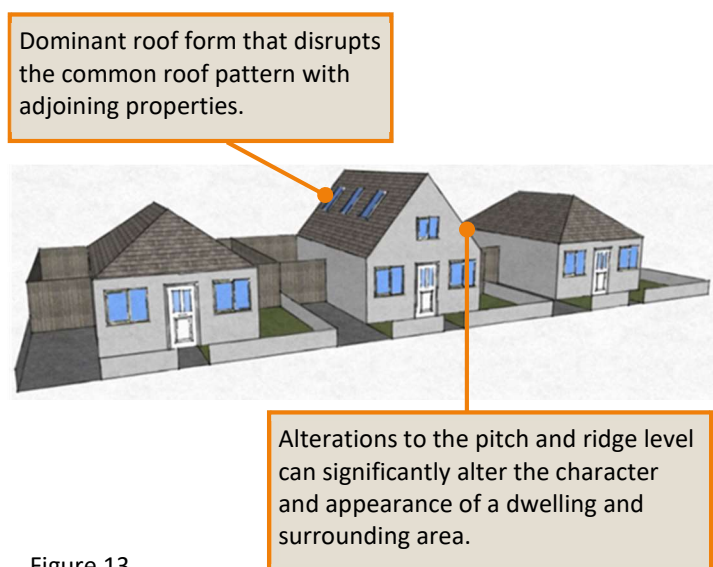 Dominant roof form that disrupts
the common roof pattern with
adjoining properties.
Alterations to the pitch and ridge level
can significantly alter the character
and appearance of a dwelling and
surrounding area.
Figure 13